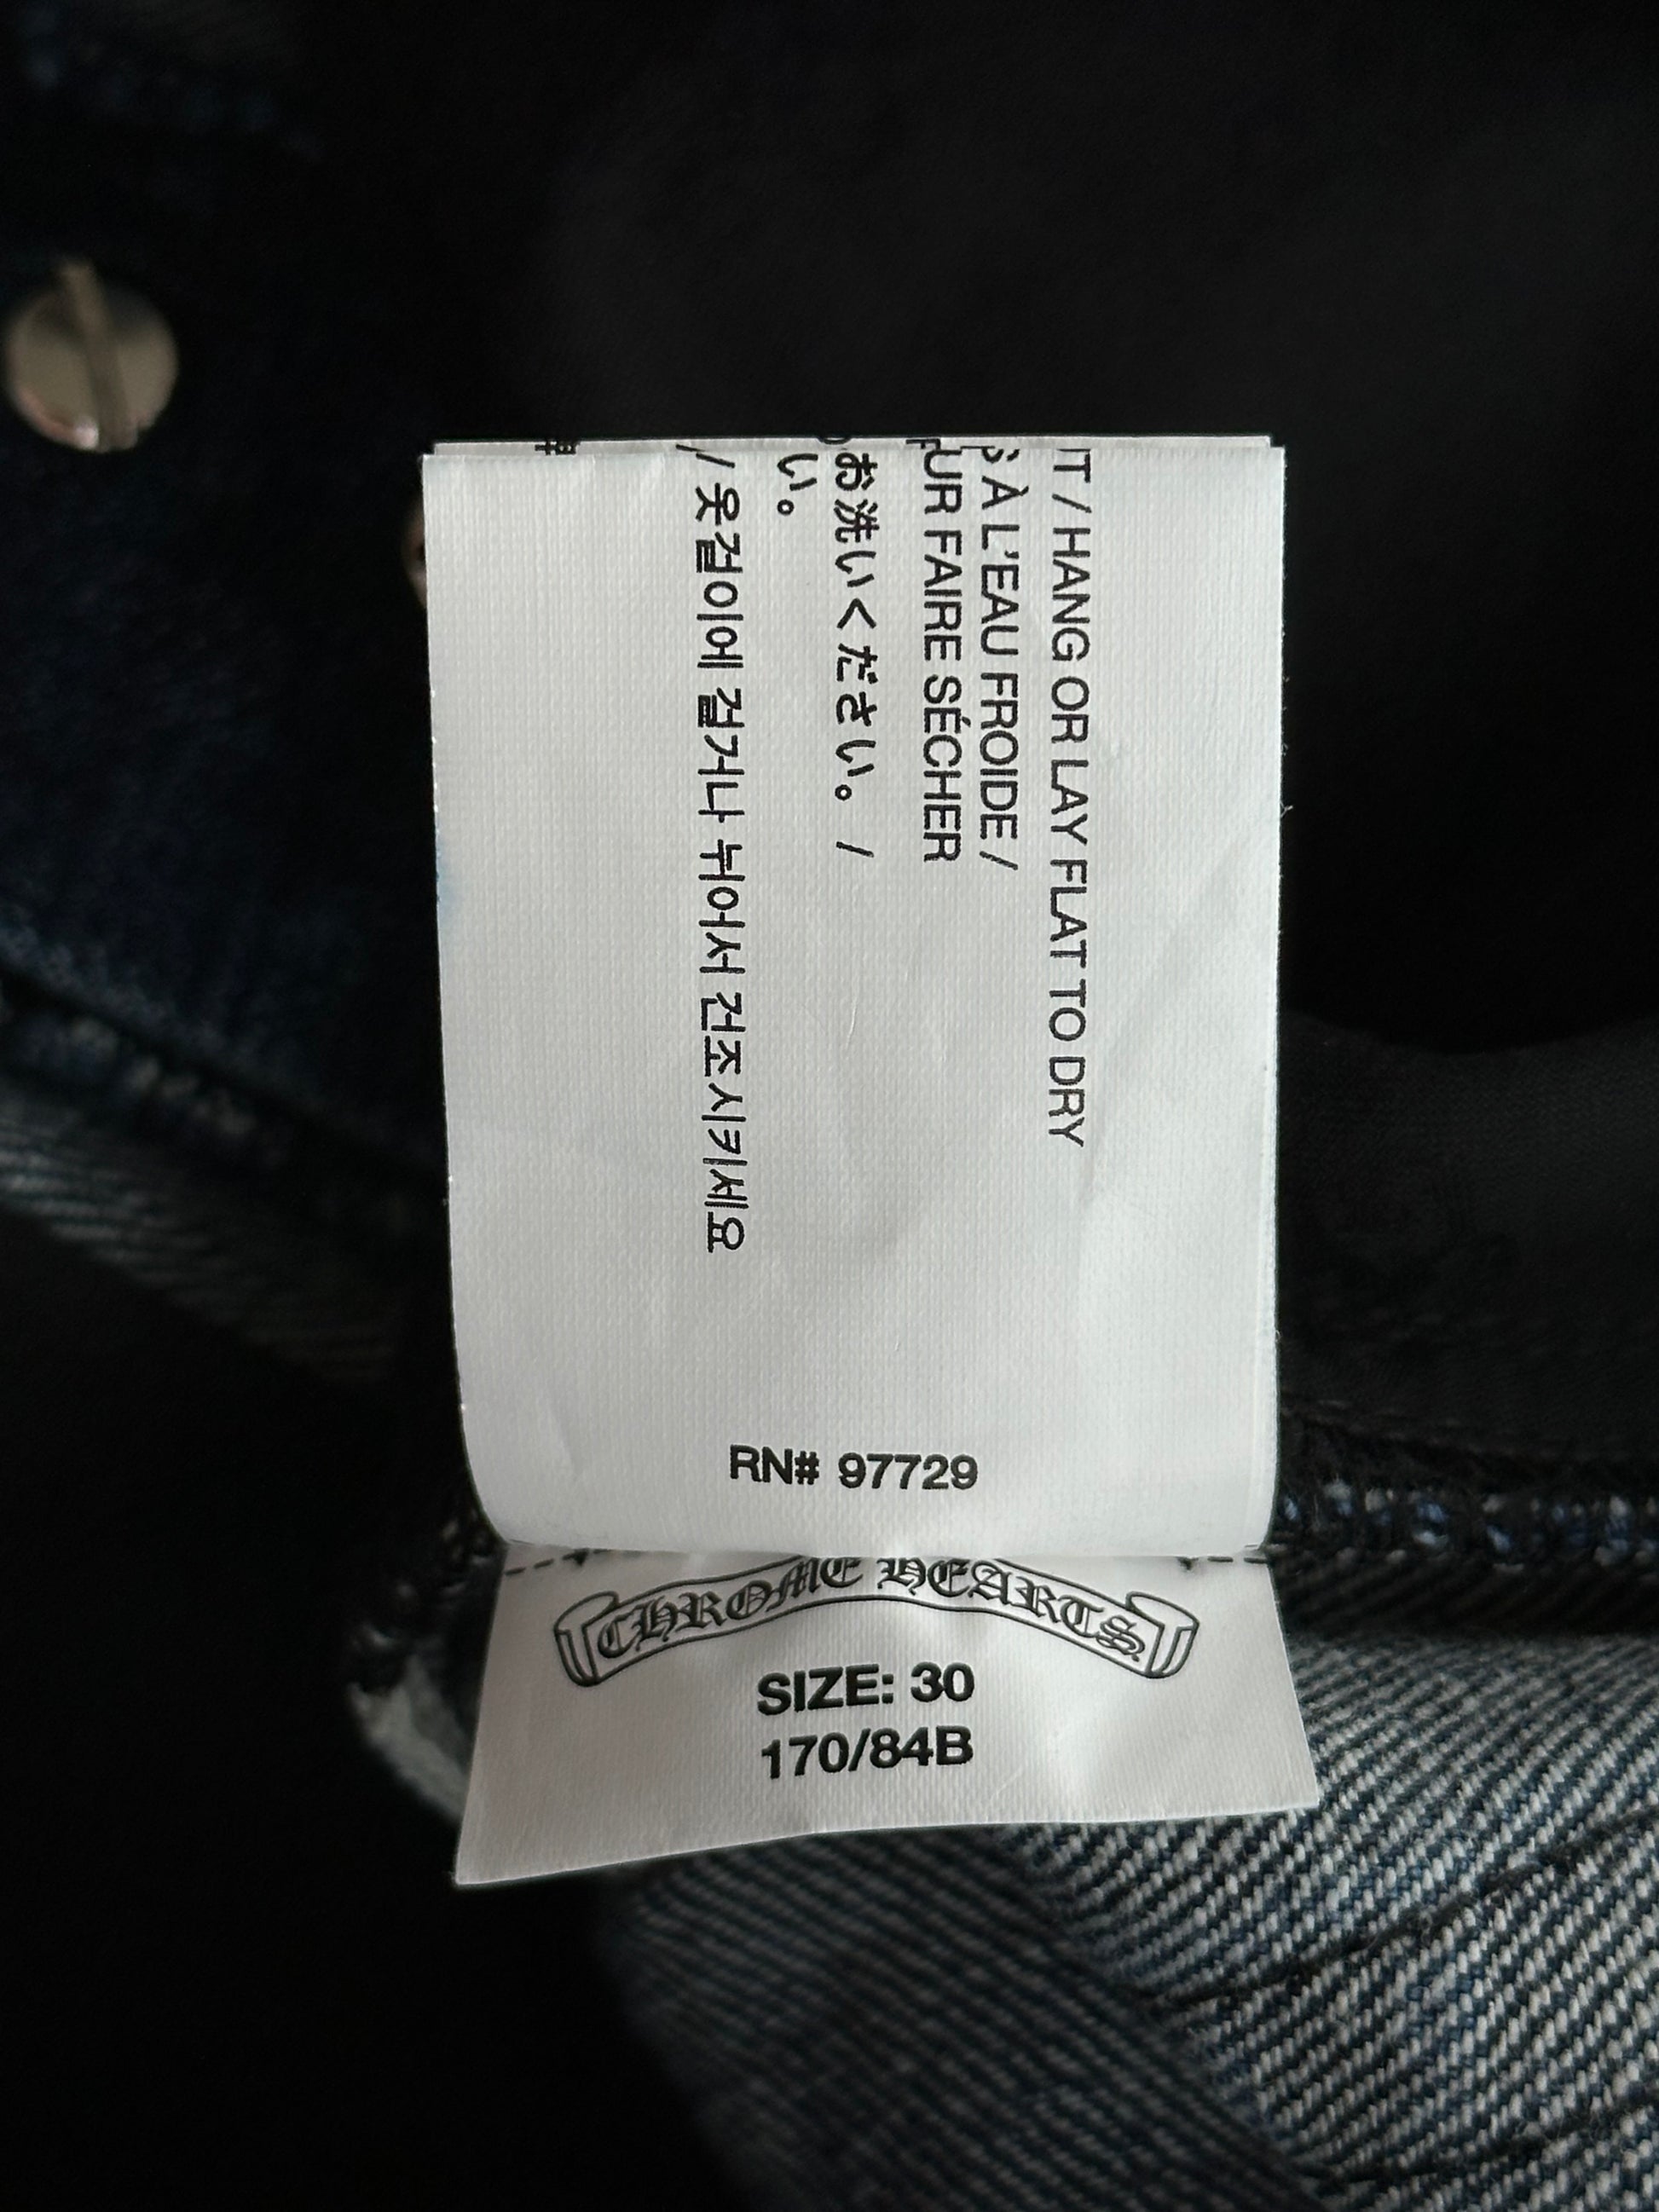 / HANG OR LAY FLAT TO DRY
À L'EAU FROIDE /
FAIRE SÉCHER
お洗いください。 /
い。
/ 옷걸이에 걸거나 뉘어서 건조시키세요
RN# 97729
CHROME HEARTS
SIZE: 30
170/84B